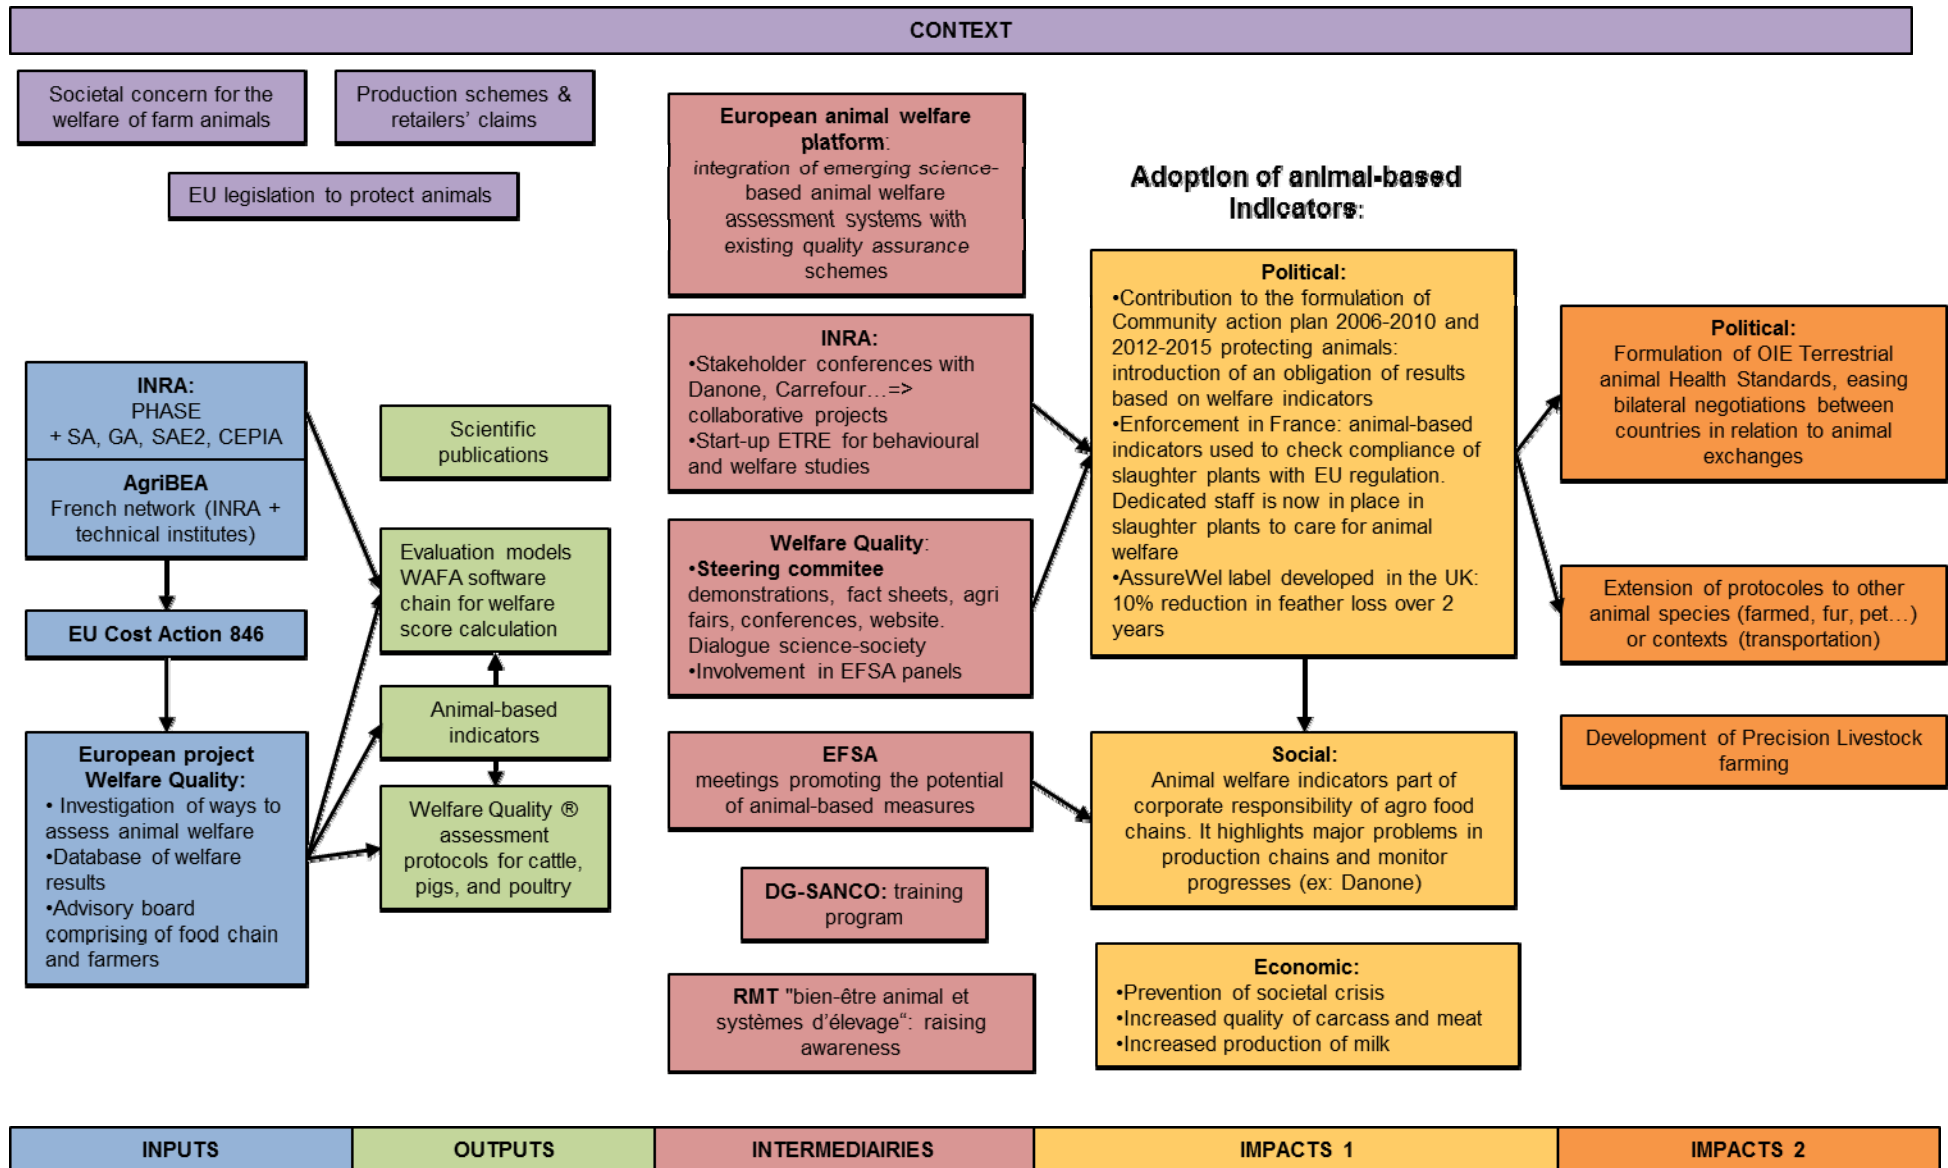 CONTEXT
Societal concern for the
welfare of farm animals
Production schemes &
retailers' claims
EU legislation to protect animals
INRA:
PHASE
+ SA, GA, SAE2, CEPIA
AgriBEA
French network (INRA +
technical institutes)
EU Cost Action 846
European project
Welfare Quality:
• Investigation of ways to
assess animal welfare
•Database of welfare
results
•Advisory board
comprising of food chain
and farmers
Scientific
publications
Evaluation models
WAFA software
chain for welfare
score calculation
Animal-based
indicators
Welfare Quality ®
assessment
protocols for cattle,
pigs, and poultry
European animal welfare
platform:
integration of emerging science-
based animal welfare
assessment systems with
existing quality assurance
schemes
INRA:
•Stakeholder conferences with
Danone, Carrefour…=>
collaborative projects
•Start-up ETRE for behavioural
and welfare studies
Welfare Quality:
•Steering commitee
demonstrations, fact sheets, agri
fairs, conferences, website.
Dialogue science-society
•Involvement in EFSA panels
EFSA
meetings promoting the potential
of animal-based measures
DG-SANCO: training
program
RMT "bien-être animal et
systèmes d'élevage“: raising
awareness
Adoption of animal-based
indicators:
Political:
•Contribution to the formulation of
Community action plan 2006-2010 and
2012-2015 protecting animals:
introduction of an obligation of results
based on welfare indicators
•Enforcement in France: animal-based
indicators used to check compliance of
slaughter plants with EU regulation.
Dedicated staff is now in place in
slaughter plants to care for animal
welfare
•AssureWel label developed in the UK:
10% reduction in feather loss over 2
years
Social:
Animal welfare indicators part of
corporate responsibility of agro food
chains. It highlights major problems in
production chains and monitor
progresses (ex: Danone)
Economic:
•Prevention of societal crisis
•Increased quality of carcass and meat
•Increased production of milk
Political:
Formulation of OIE Terrestrial
animal Health Standards, easing
bilateral negotiations between
countries in relation to animal
exchanges
Extension of protocoles to other
animal species (farmed, fur, pet…)
or contexts (transportation)
Development of Precision Livestock
farming
INPUTS
OUTPUTS
INTERMEDIAIRIES
IMPACTS 1
IMPACTS 2